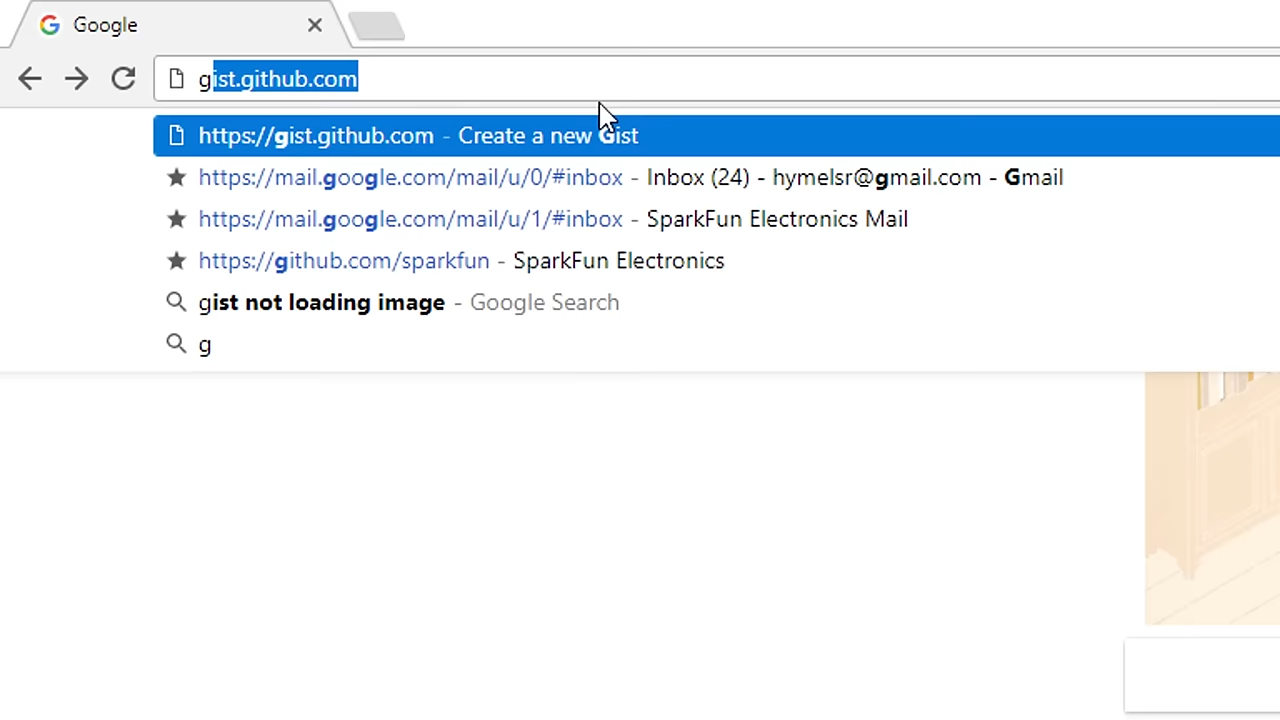 Google
gist.github.com
https://gist.github.com - Create a new Gist
https://mail.google.com/mail/u/0/#inbox - Inbox (24) - hymelsr@gmail.com - Gmail
https://mail.google.com/mail/u/1/#inbox - SparkFun Electronics Mail
https://github.com/sparkfun - SparkFun Electronics
gist not loading image - Google Search
g